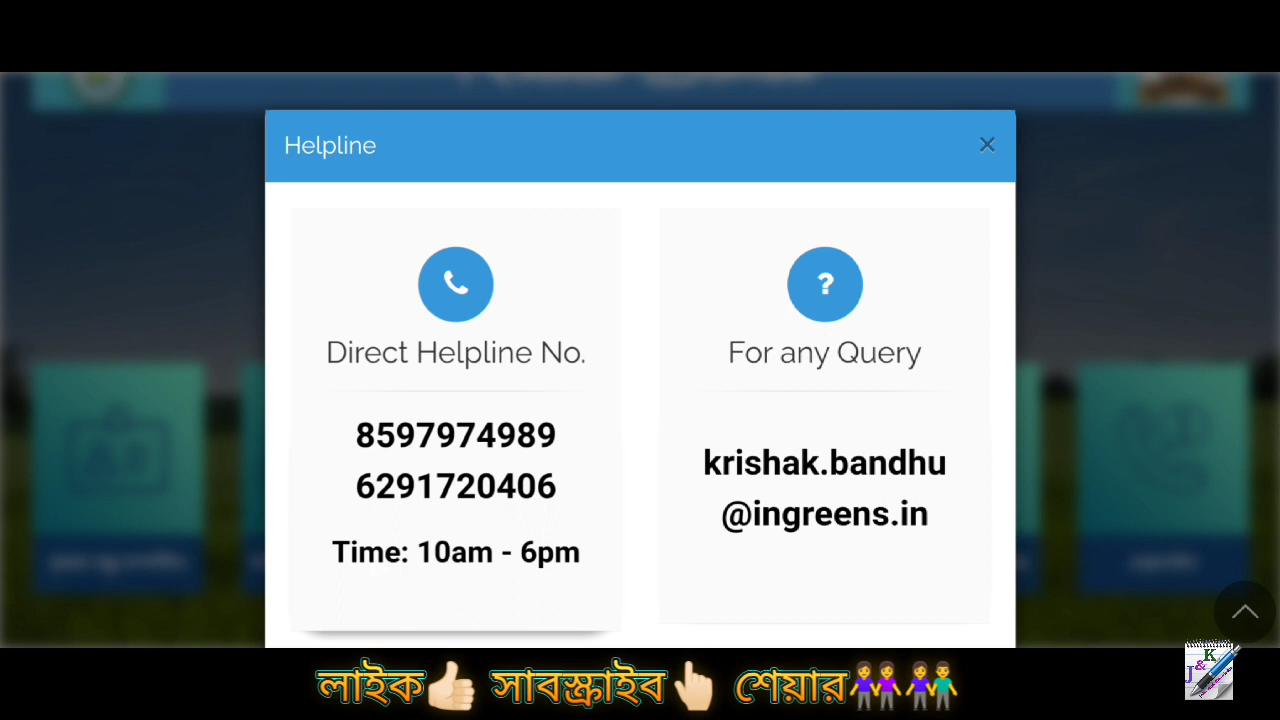 Helpline
×
Direct Helpline No.
8597974989
6291720406
Time: 10am - 6pm
?
For any Query
krishak.bandhu
@ingreens.in
লাইক👍🏻 সাবস্ক্রাইব👆🏻 শেয়ার👭👫
J & K